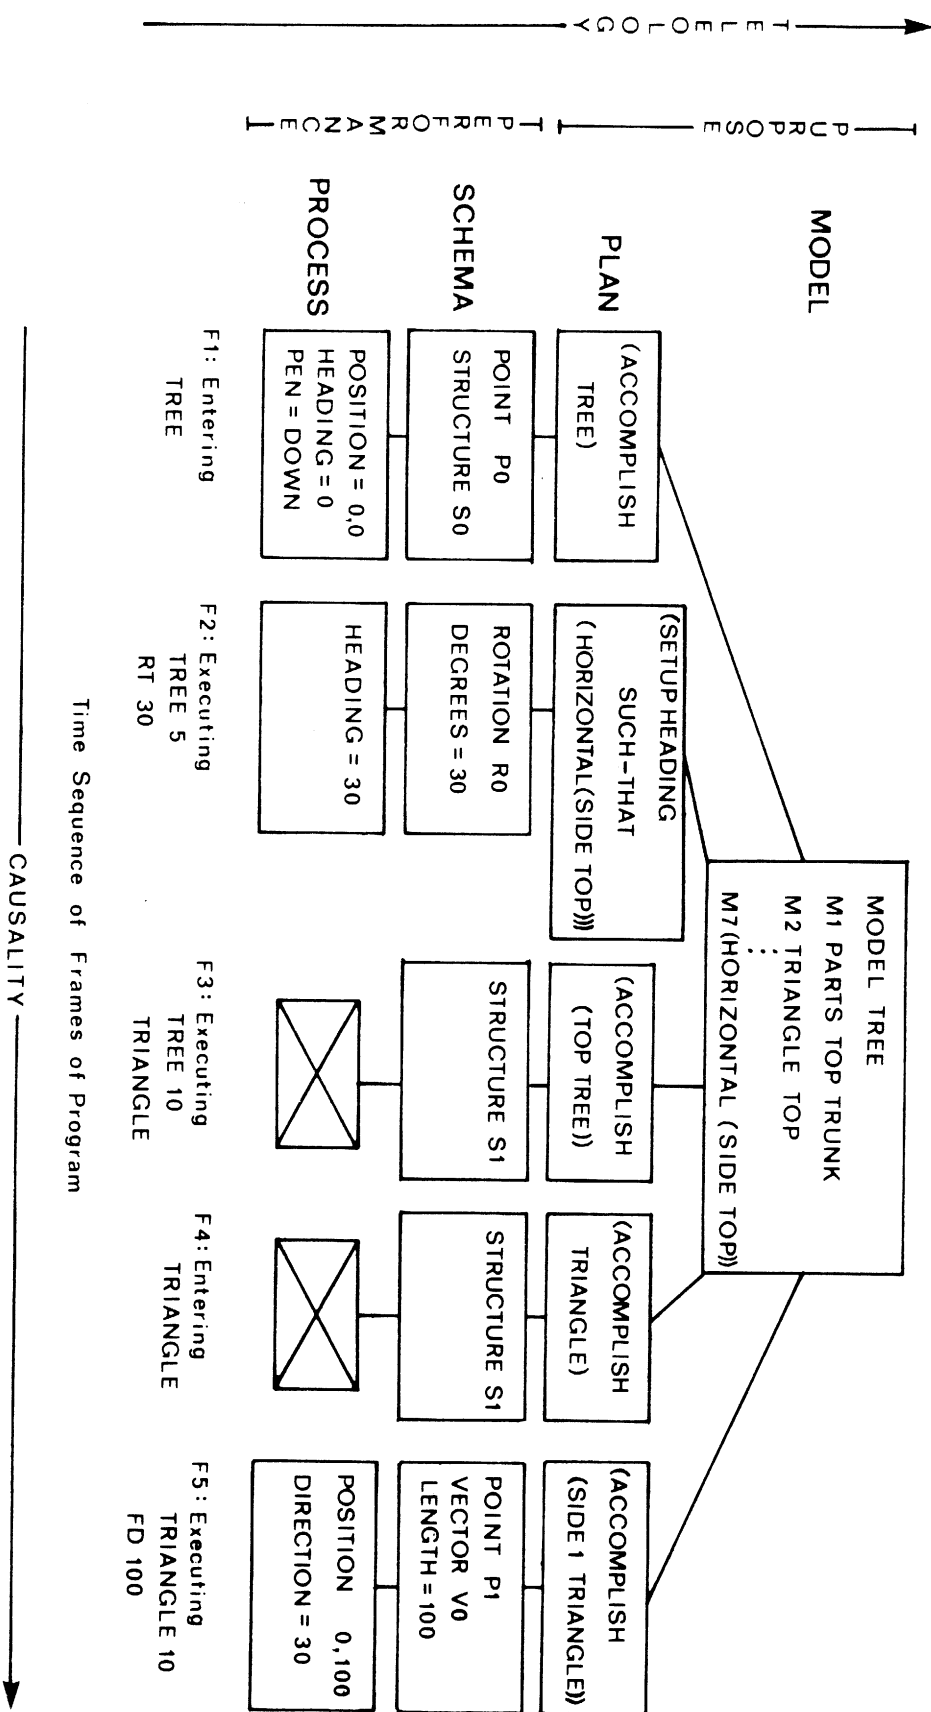 TELEOLOGY
PURPOSE
PERFORMANCE
MODEL
MODEL TREE
M1 PARTS TOP TRUNK
M2 TRIANGLE TOP
⋮
M7 (HORIZONTAL (SIDE TOP))
PLAN
(ACCOMPLISH
TREE)
(SETUP HEADING
SUCH-THAT
(HORIZONTAL (SIDE TOP)))
(ACCOMPLISH
(TOP TREE))
(ACCOMPLISH
TRIANGLE)
(ACCOMPLISH
(SIDE 1 TRIANGLE))
SCHEMA
POINT P0
STRUCTURE S0
ROTATION R0
DEGREES = 30
STRUCTURE S1
STRUCTURE S1
POINT P1
VECTOR V0
LENGTH = 100
PROCESS
POSITION = 0,0
HEADING = 0
PEN = DOWN
HEADING = 30
POSITION 0,100
DIRECTION = 30
F1: Entering
TREE
F2: Executing
TREE 5
RT 30
F3: Executing
TREE 10
TRIANGLE
F4: Entering
TRIANGLE
F5: Executing
TRIANGLE 10
FD 100
Time Sequence of Frames of Program
CAUSALITY